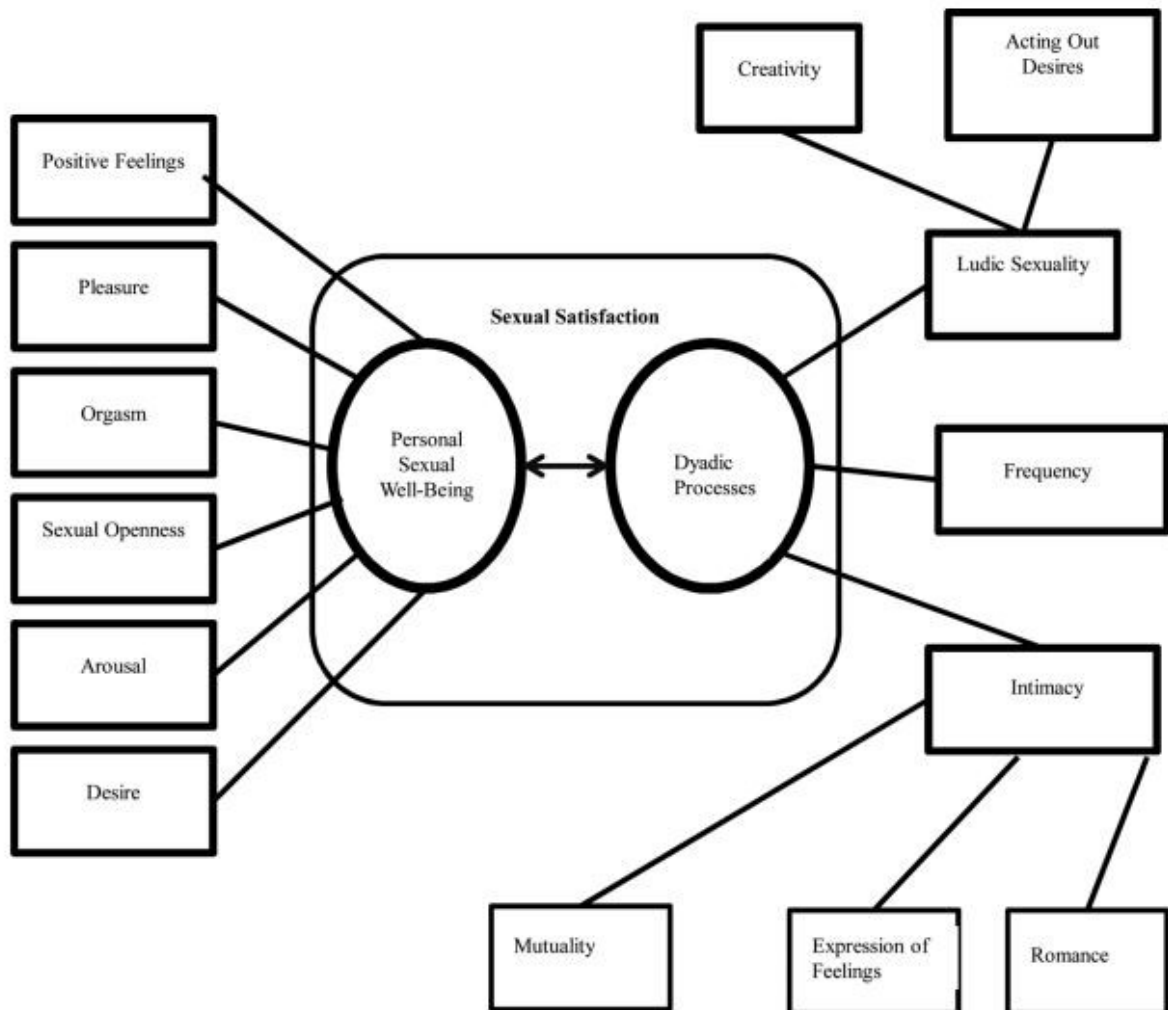 Acting Out
Desires
Creativity
Positive Feelings
Pleasure
Ludic Sexuality
Sexual Satisfaction
Orgasm
Personal
Sexual
Well-Being
Dyadic
Processes
Frequency
Sexual Openness
Arousal
Intimacy
Desire
Mutuality
Expression of
Feelings
Romance